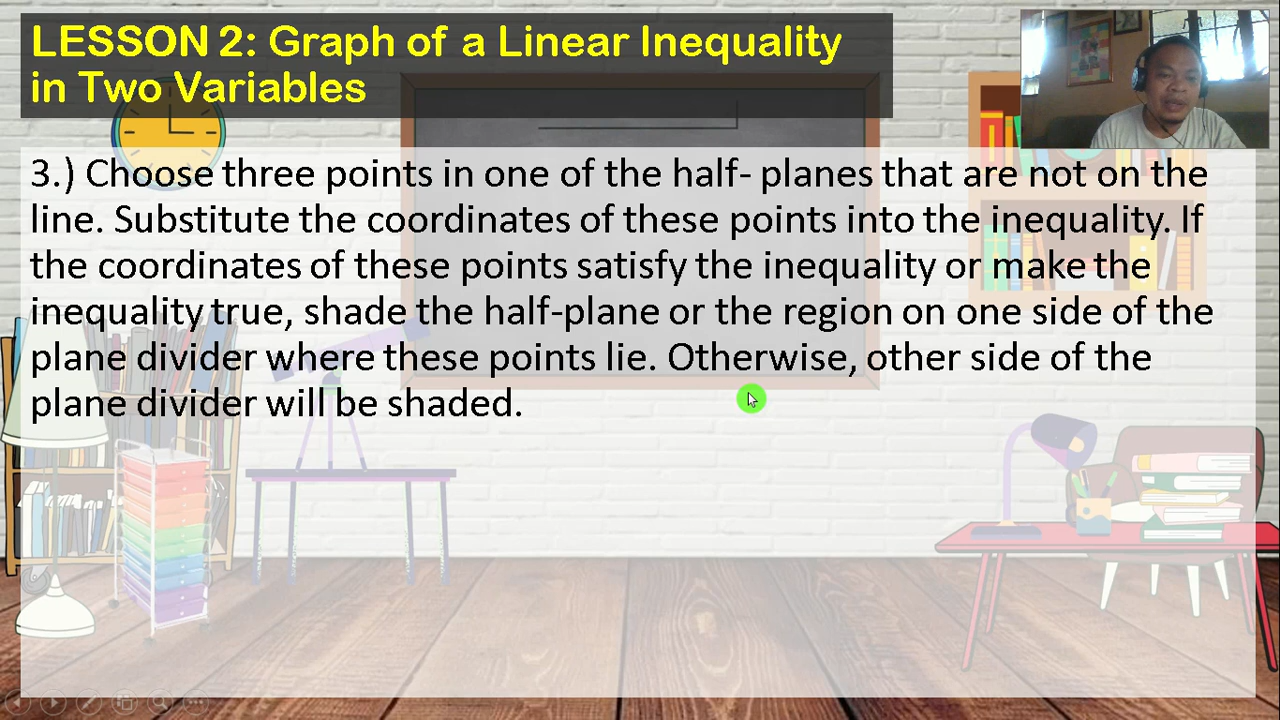 LESSON 2: Graph of a Linear Inequality
in Two Variables
3.) Choose three points in one of the half- planes that are not on the
line. Substitute the coordinates of these points into the inequality. If
the coordinates of these points satisfy the inequality or make the
inequality true, shade the half-plane or the region on one side of the
plane divider where these points lie. Otherwise, other side of the
plane divider will be shaded.